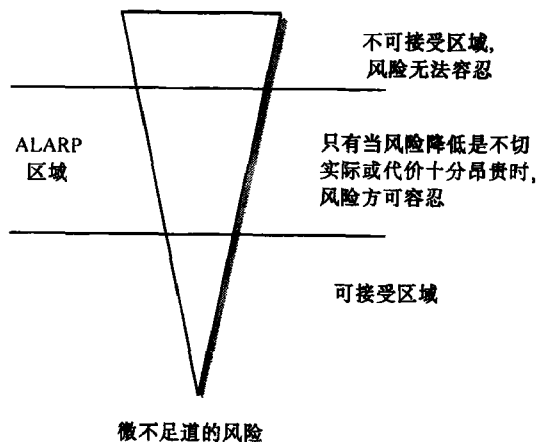 不可接受区域,
风险无法容忍
ALARP
区域
只有当风险降低是不切
实际或代价十分昂贵时,
风险方可容忍
可接受区域
微不足道的风险